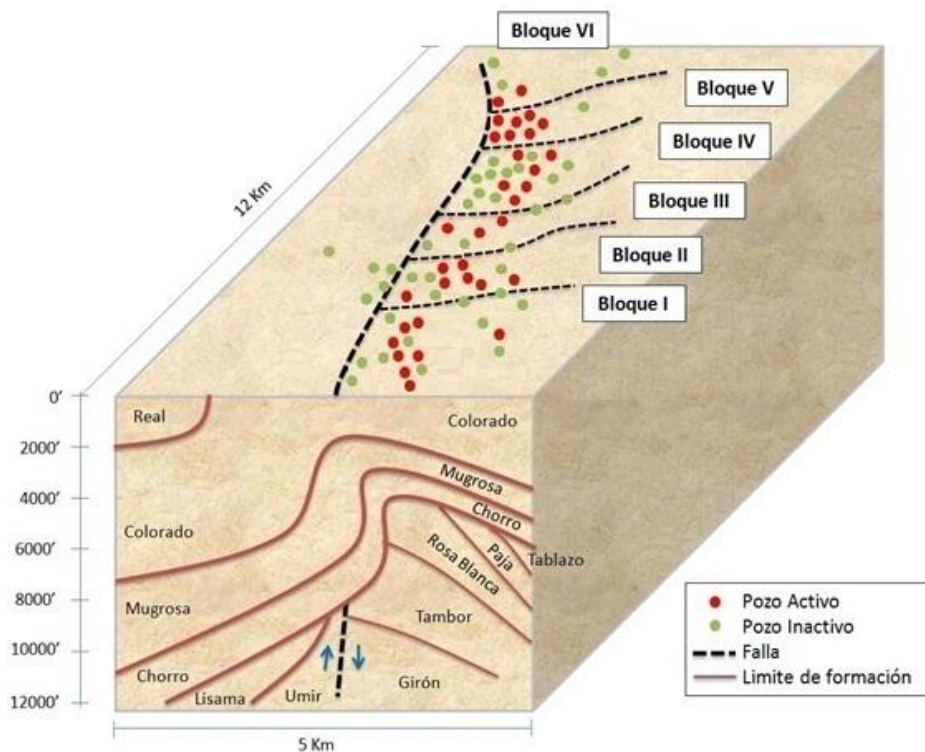 Bloque VI
Bloque V
Bloque IV
Bloque III
Bloque II
Bloque I
12 Km
0’
2000’
4000’
6000’
8000’
10000’
12000’
Real
Colorado
Mugrosa
Chorro
Colorado
Paja
Tablazo
Rosa Blanca
Mugrosa
Tambor
Chorro
Lisama
Umir
Girón
5 Km
Pozo Activo
Pozo Inactivo
Falla
Limite de formación